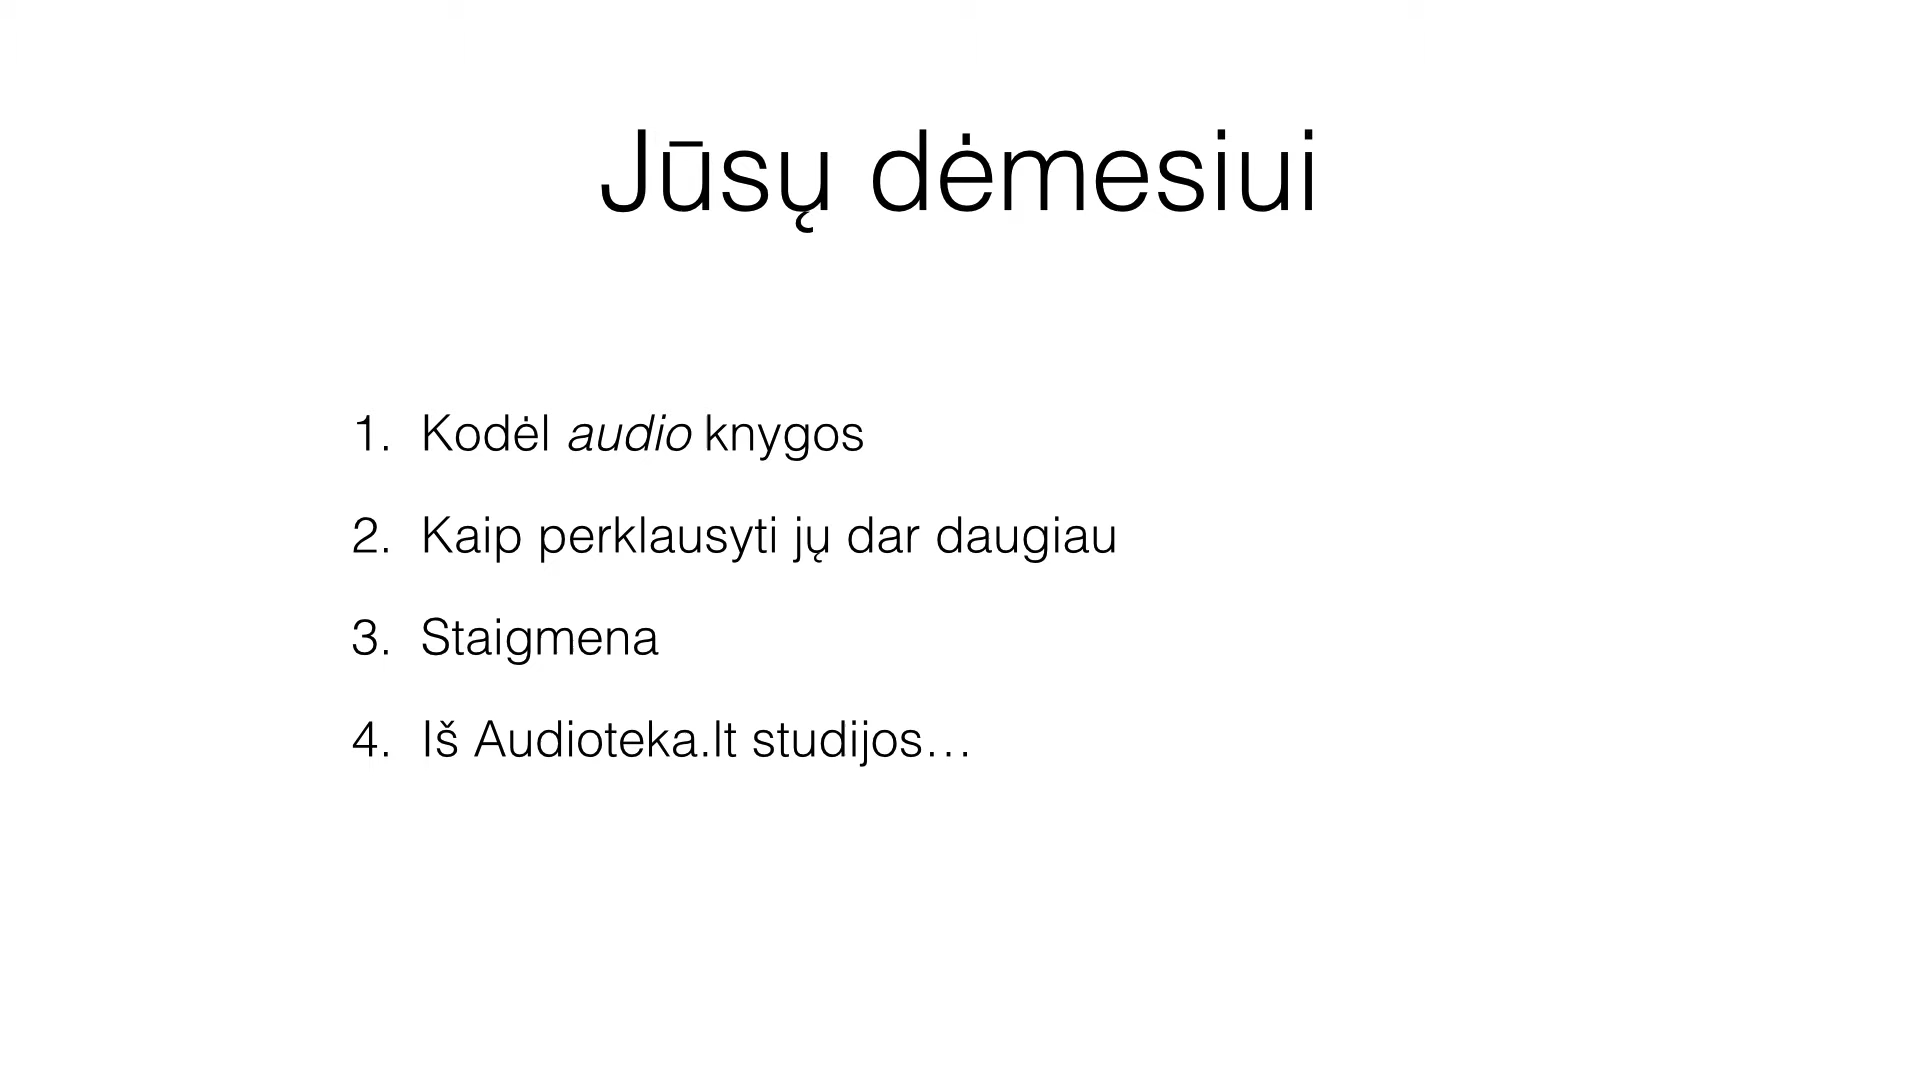 Jūsų dėmesiui
1. Kodėl audio knygos
2. Kaip perklausyti jų dar daugiau
3. Staigmena
4. Iš Audioteka.lt studijos…